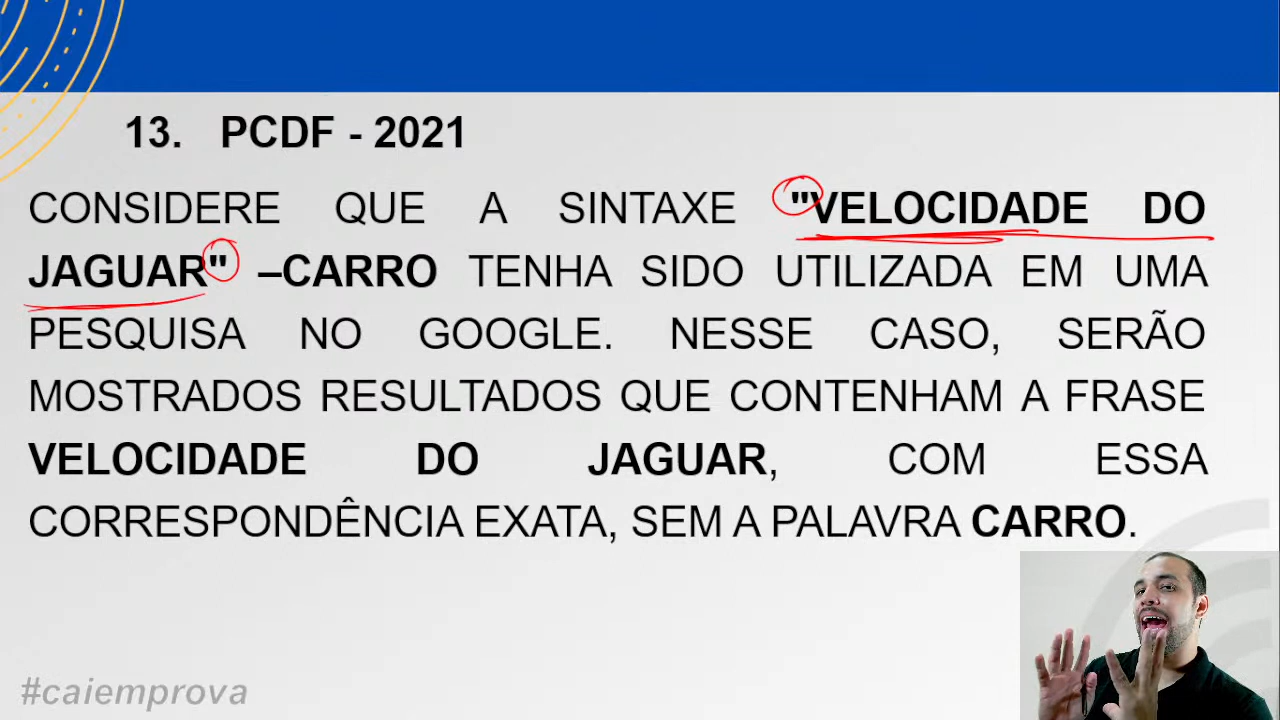 13. PCDF - 2021
CONSIDERE QUE A SINTAXE "VELOCIDADE DO
JAGUAR" –CARRO TENHA SIDO UTILIZADA EM UMA
PESQUISA NO GOOGLE. NESSE CASO, SERÃO
MOSTRADOS RESULTADOS QUE CONTENHAM A FRASE
VELOCIDADE DO JAGUAR, COM ESSA
CORRESPONDÊNCIA EXATA, SEM A PALAVRA CARRO.
#caiemprova